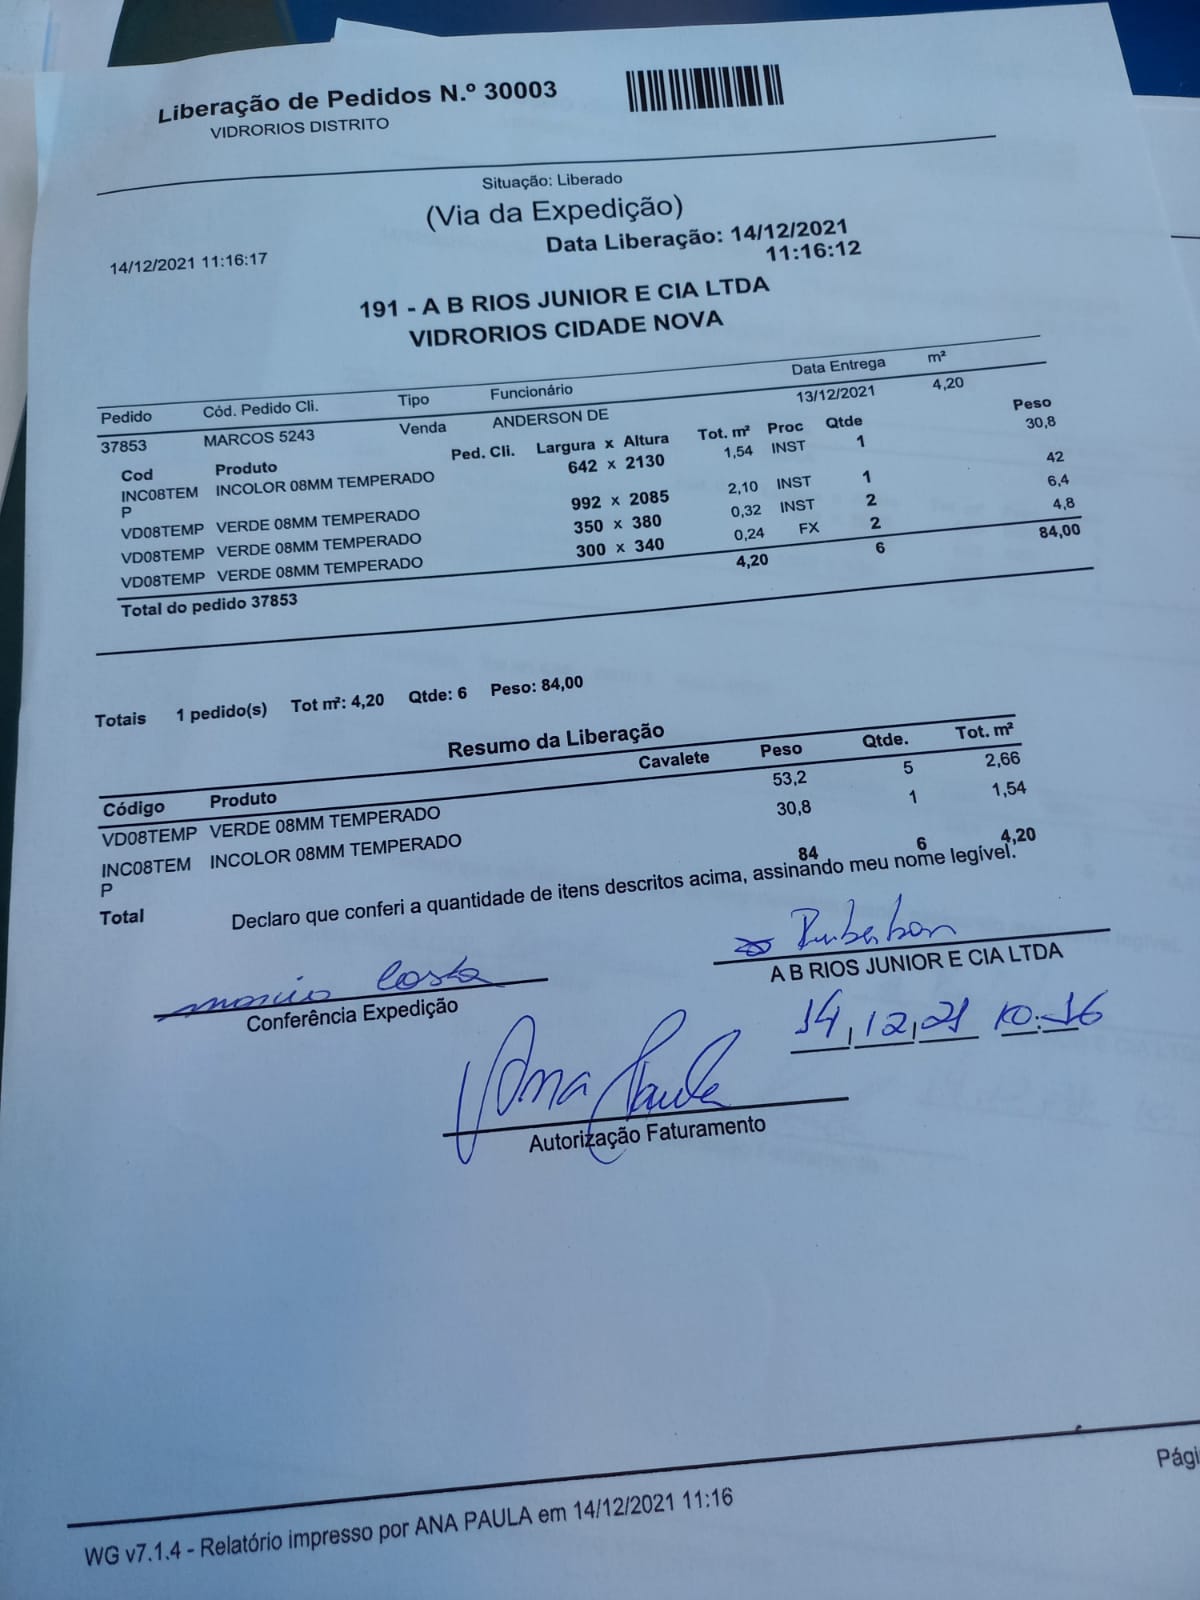 Liberação de Pedidos N.º 30003
VIDRORIOS DISTRITO
Situação: Liberado
(Via da Expedição)
14/12/2021 11:16:17
Data Liberação: 14/12/2021
11:16:12
191 - A B RIOS JUNIOR E CIA LTDA
VIDRORIOS CIDADE NOVA
Pedido Cód. Pedido Cli. Tipo Funcionário Data Entrega m²
37853 MARCOS 5243 Venda ANDERSON DE 13/12/2021 4,20
Cod Produto Ped. Cli. Largura x Altura Tot. m² Proc Qtde Peso
INC08TEM INCOLOR 08MM TEMPERADO 642 x 2130 1,54 INST 1 30,8
P
VD08TEMP VERDE 08MM TEMPERADO 992 x 2085 2,10 INST 1 42
VD08TEMP VERDE 08MM TEMPERADO 350 x 380 0,32 INST 2 6,4
VD08TEMP VERDE 08MM TEMPERADO 300 x 340 0,24 FX 2 4,8
Total do pedido 37853 4,20 6 84,00
Totais 1 pedido(s) Tot m²: 4,20 Qtde: 6 Peso: 84,00
Resumo da Liberação
Código Produto Cavalete Peso Qtde. Tot. m²
VD08TEMP VERDE 08MM TEMPERADO 53,2 5 2,66
INC08TEM INCOLOR 08MM TEMPERADO 30,8 1 1,54
P
Total 84 6 4,20
Declaro que conferi a quantidade de itens descritos acima, assinando meu nome legível.
Costa
Conferência Expedição
A B RIOS JUNIOR E CIA LTDA
14,12,21 10:16
Ana Paula
Autorização Faturamento
Pági
WG v7.1.4 - Relatório impresso por ANA PAULA em 14/12/2021 11:16